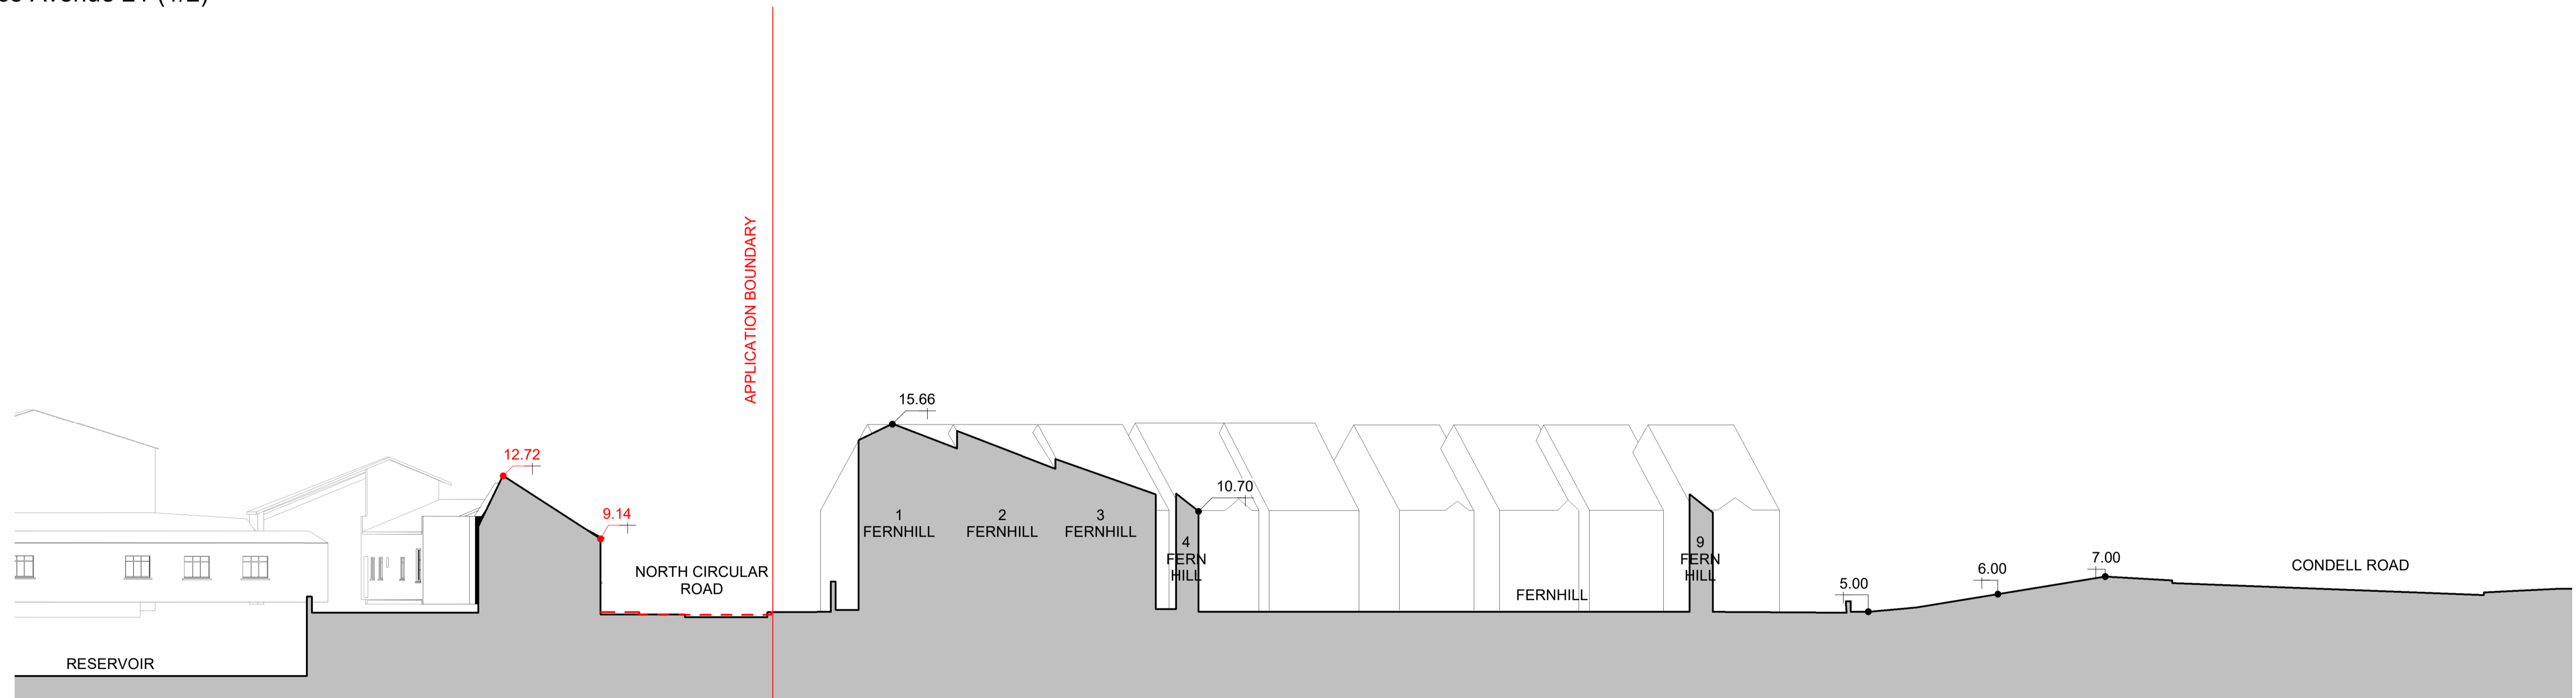 Avenue
APPLICATION BOUNDARY
15.66
12.72
10.70
9.14
1
FERNHILL
2
FERNHILL
3
FERNHILL
4
FERN
HILL
9
FERN
HILL
NORTH CIRCULAR
ROAD
FERNHILL
5.00
6.00
7.00
CONDELL ROAD
RESERVOIR